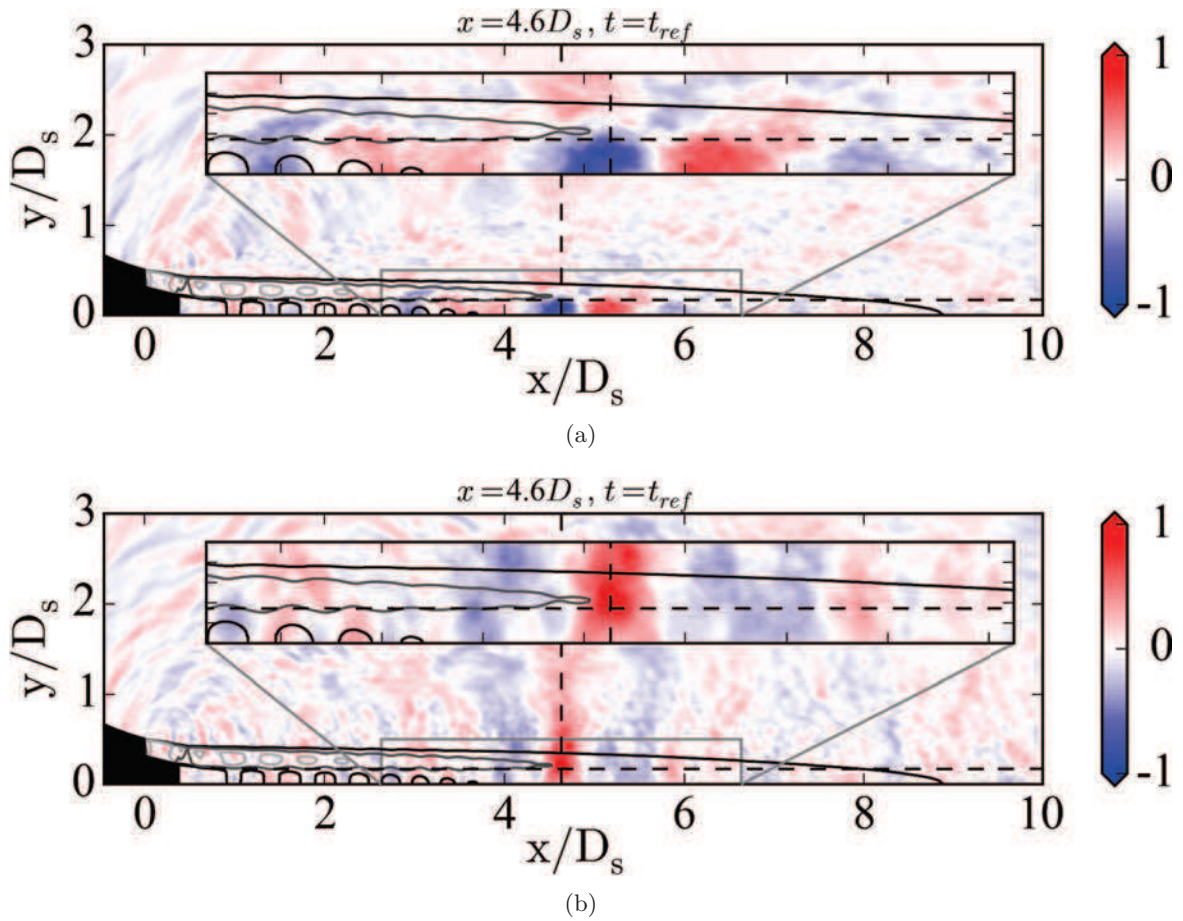 x=4.6D_s, t=t_ref
3
2
1
0
y/D_s
0 2 4 6 8 10
x/D_s
1
0
-1
(a)
x=4.6D_s, t=t_ref
3
2
1
0
y/D_s
0 2 4 6 8 10
x/D_s
1
0
-1
(b)